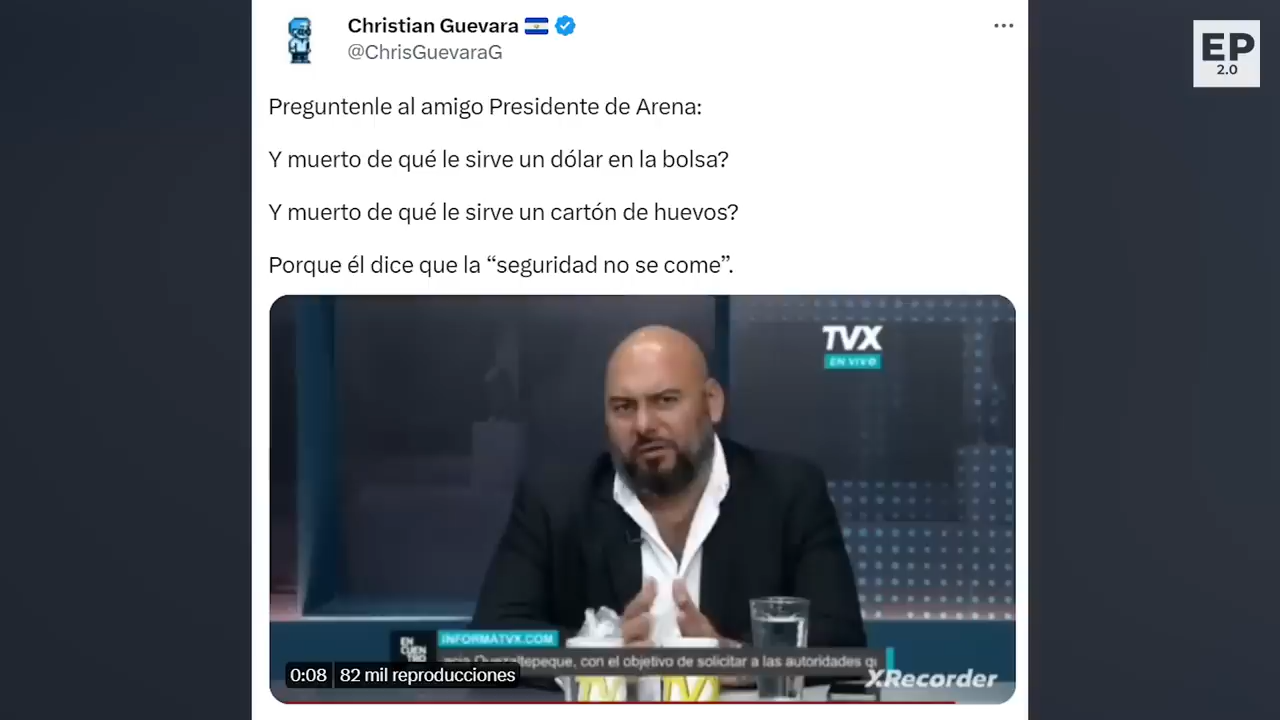 Christian Guevara
@ChrisGuevaraG
EP
2.0
Preguntenle al amigo Presidente de Arena:
Y muerto de qué le sirve un dólar en la bolsa?
Y muerto de qué le sirve un cartón de huevos?
Porque él dice que la “seguridad no se come”.
TVX
EN VIVO
EN
CUEN
TRO
INFORMATVX.COM
Quezaltepeque, con el objetivo de solicitar a las autoridades
0:08 82 mil reproducciones
XRecorder